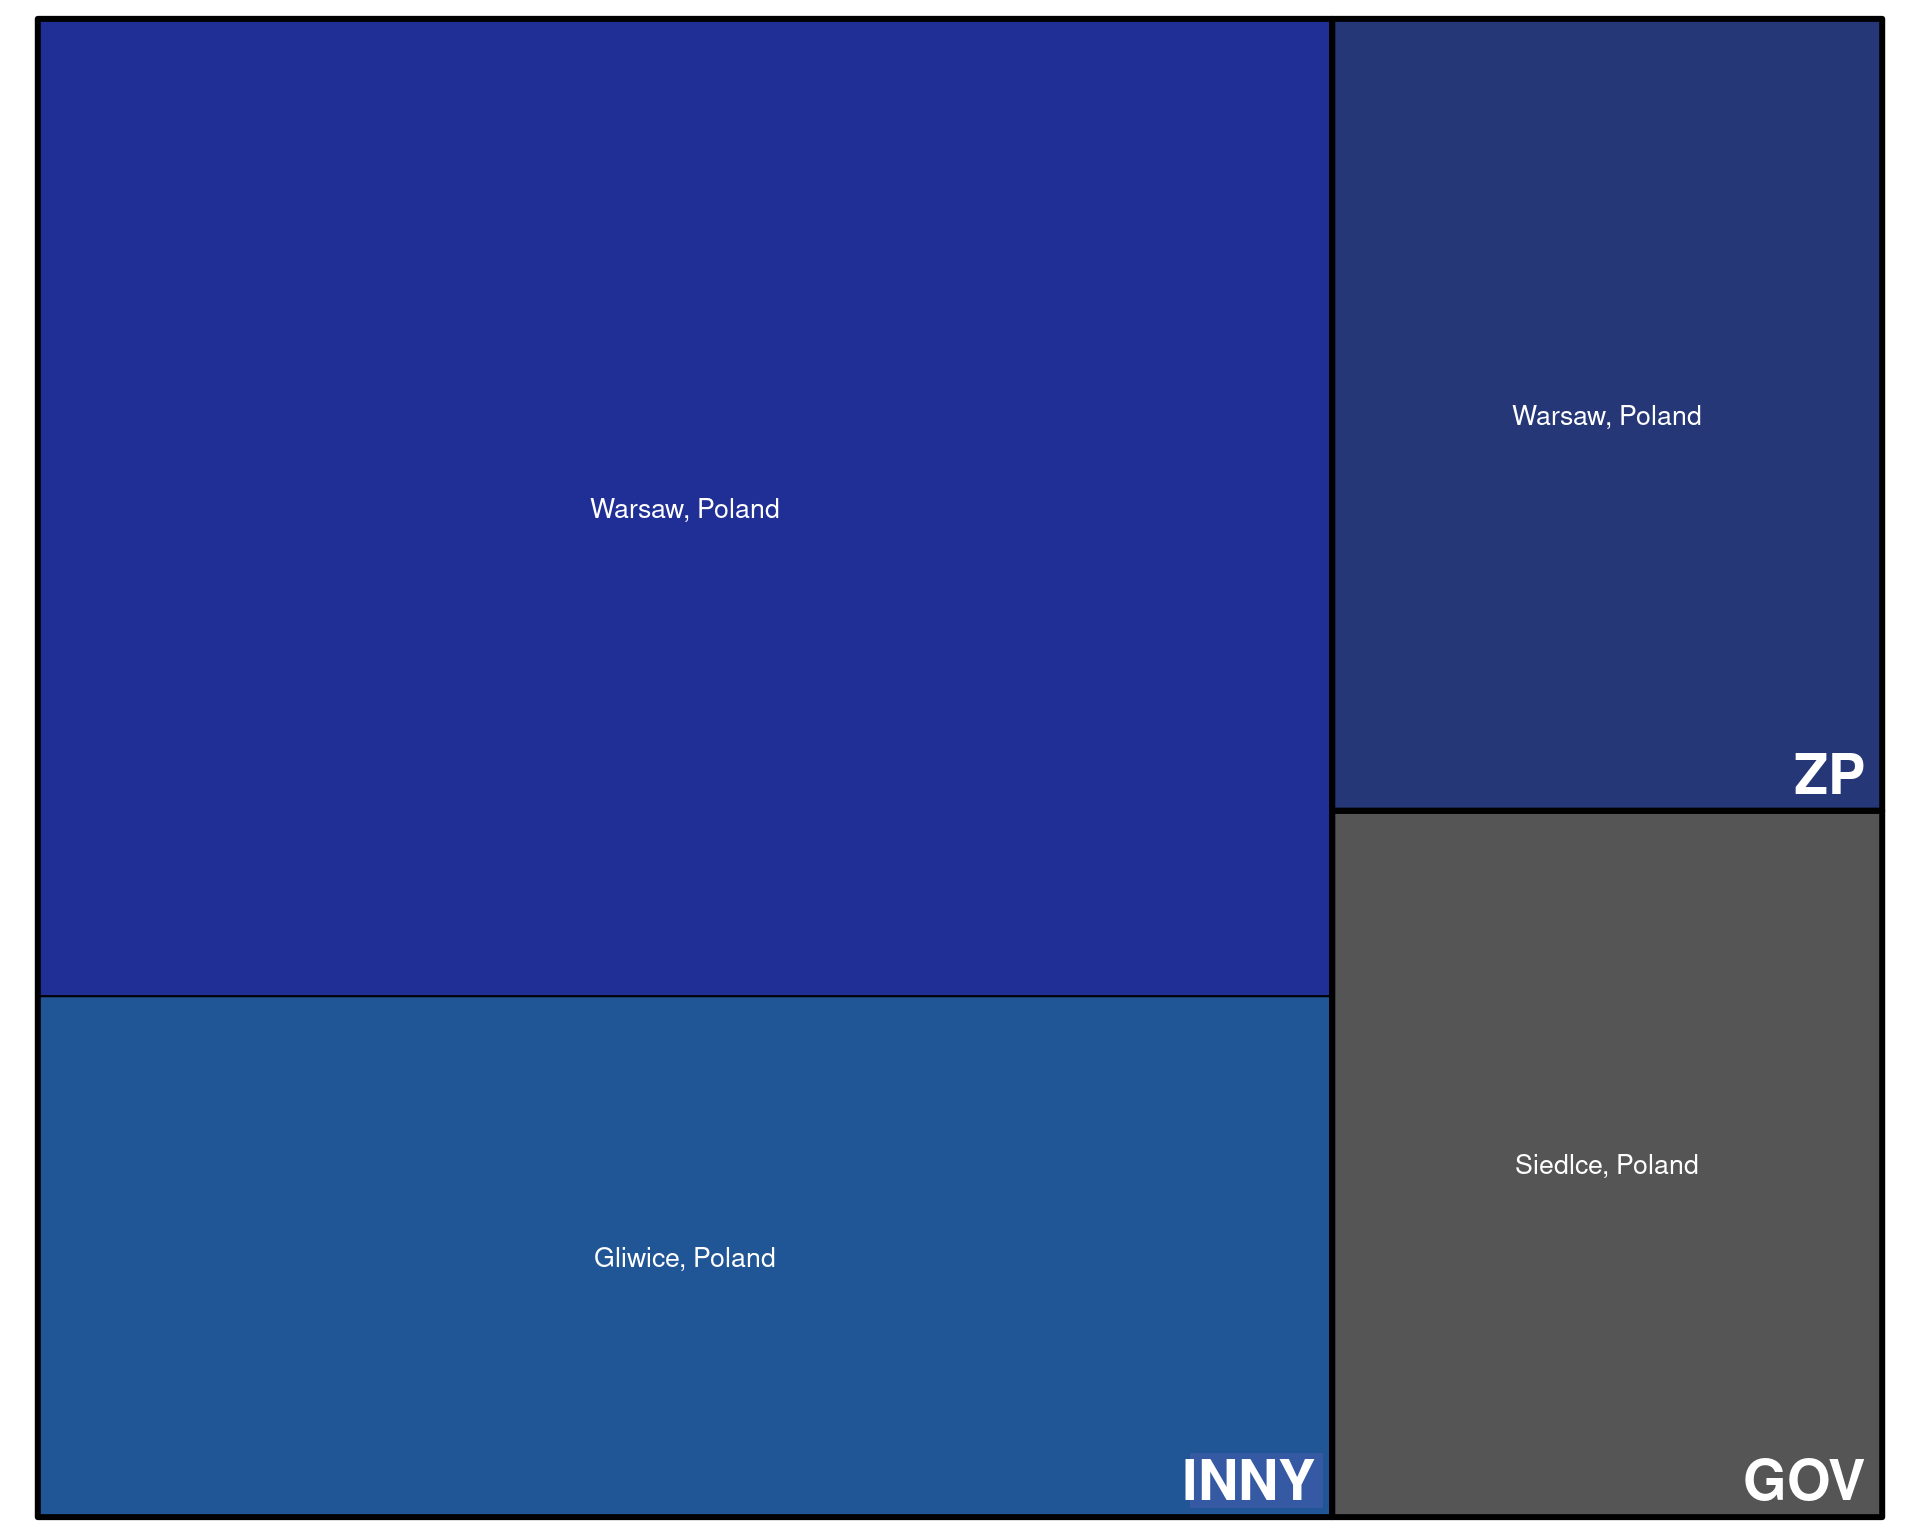 Warsaw, Poland
Gliwice, Poland
INNY
Warsaw, Poland
ZP
Siedlce, Poland
GOV